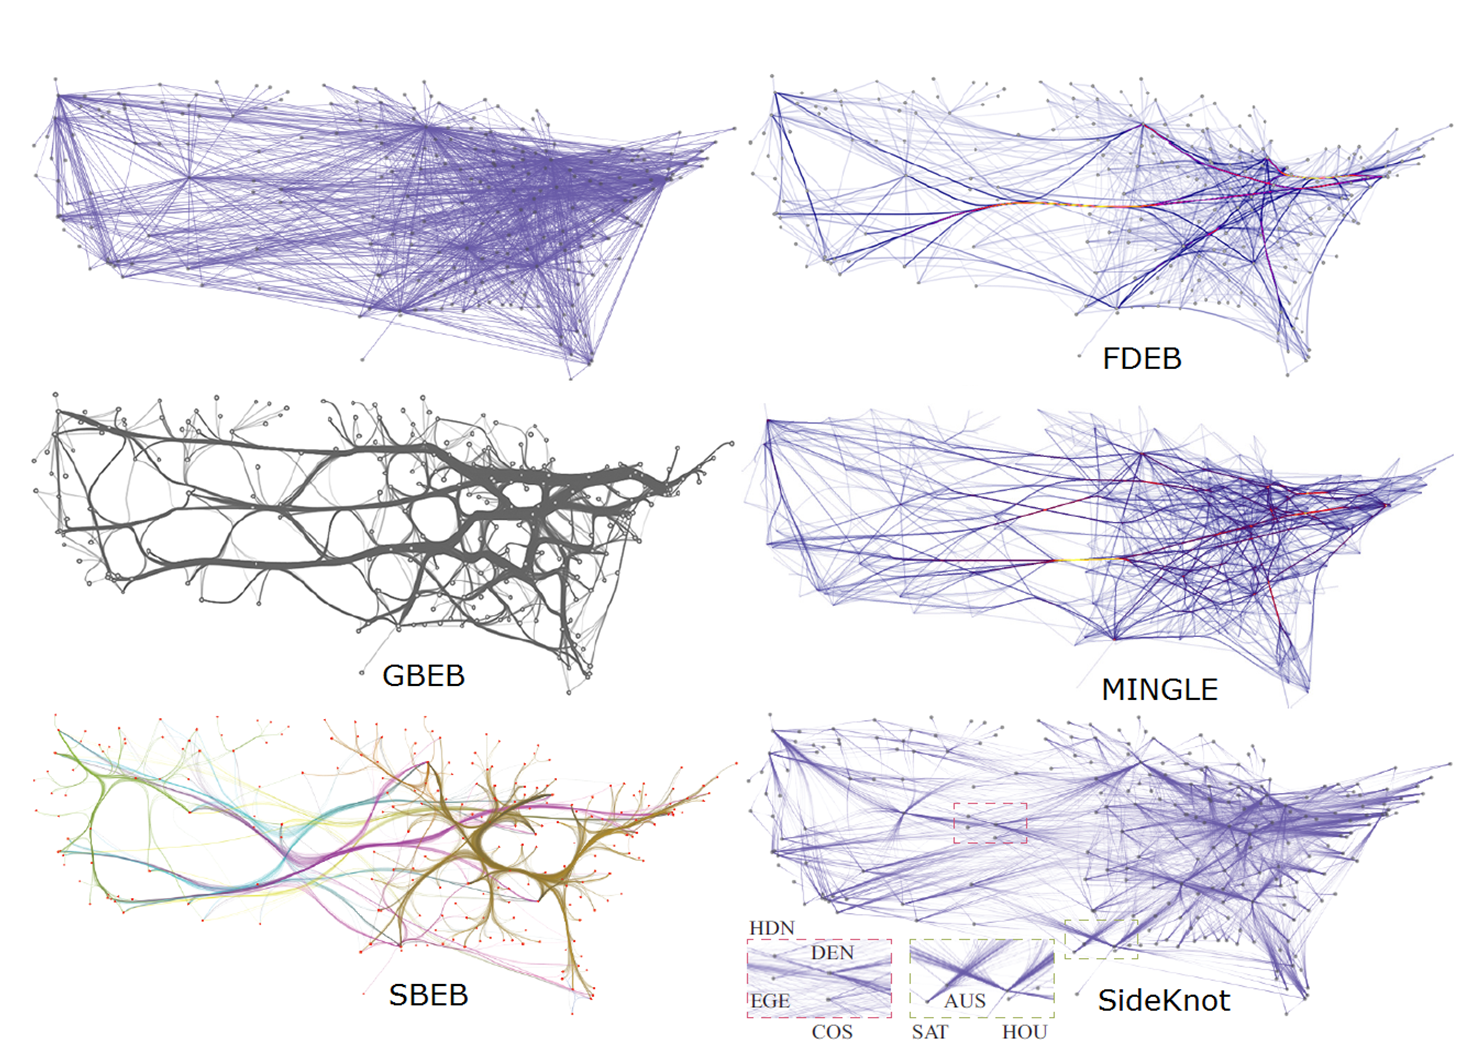 FDEB
GBEB
MINGLE
SBEB
HDN
DEN
EGE
COS
AUS
SAT
HOU
SideKnot